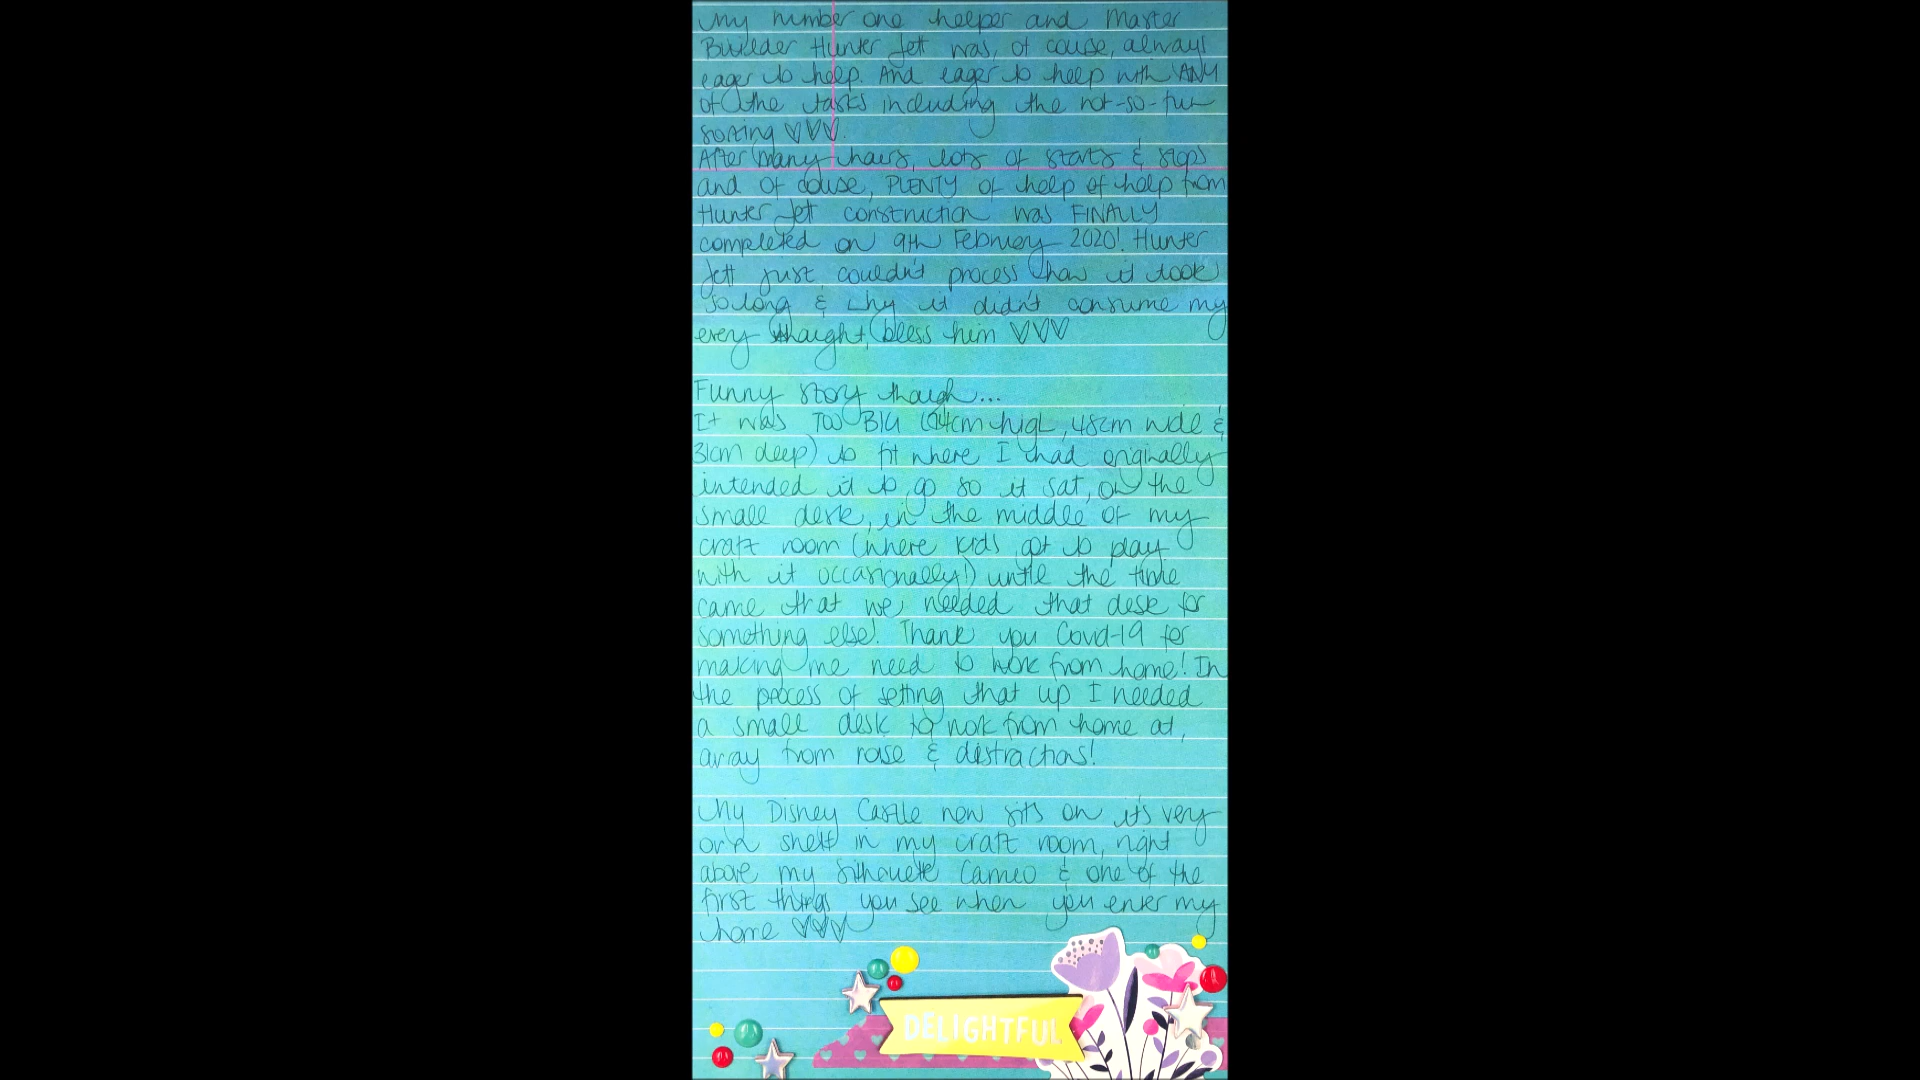 My number one helper and Master
Builder Hunter Jett was, of couse, always
eager to help. And eager to help with ANY
of the tasks including the not-so-fun
sorting ♡♡♡.
After many hours, lots of starts & stops
and of couse, PLENTY of help of help from
Hunter Jett construction was FINALLY
completed on 9th February 2020! Hunter
Jett just couldn't process how it took
so long & why it didn't consume my
every thought, bless him ♡♡♡
Funny story though...
It was TOO BIG (74cm high, 48cm wide &
31cm deep) to fit where I had originally
intended it to go so it sat, on the
small desk, in the middle of my
craft room (where kids got to play
with it occasionally!) until the time
came that we needed that desk for
something else! Thank you Covid-19 for
making me need to work from home! In
the process of setting that up I needed
a small desk to work from home at,
away from noise & distractions!
My Disney Castle now sits on it's very
own shelf in my craft room, right
above my Silhouette Cameo & one of the
first things you see when you enter my
home ♡♡♡
DELIGHTFUL